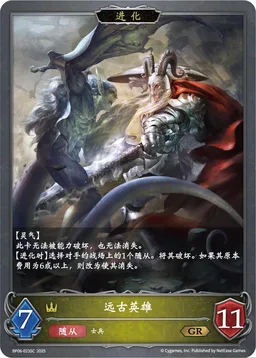 进化
【灵气】
此卡无法被能力破坏，也无法消失。
【进化时】选择对手的战场上的1个随从。将其破坏。如果其原本
费用为6或以上，则改为使其消失。
远古英雄
7
随从
士兵
GR
11
BP06-023SC 2025
© Cygames, Inc. Published by NetEase Games